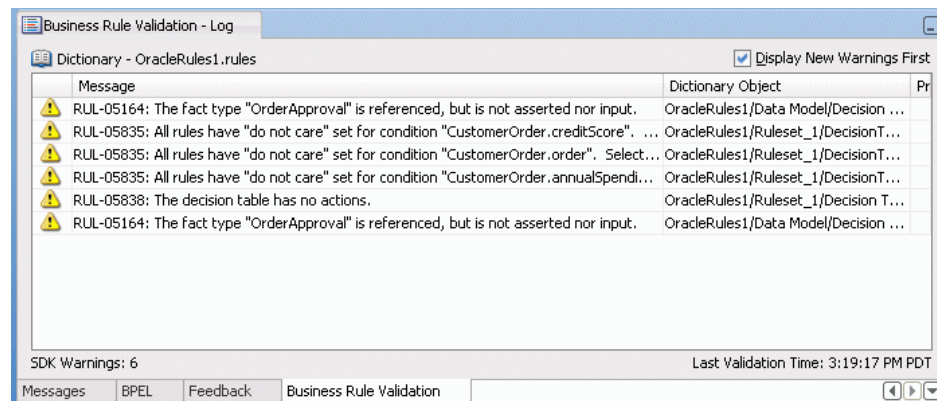 Business Rule Validation - Log
Dictionary - OracleRules1.rules Display New Warnings First
Message Dictionary Object Pr
RUL-05164: The fact type "OrderApproval" is referenced, but is not asserted nor input. OracleRules1/Data Model/Decision ...
RUL-05835: All rules have "do not care" set for condition "CustomerOrder.creditScore". ... OracleRules1/Ruleset_1/DecisionT...
RUL-05835: All rules have "do not care" set for condition "CustomerOrder.order". Select... OracleRules1/Ruleset_1/DecisionT...
RUL-05835: All rules have "do not care" set for condition "CustomerOrder.annualSpendi... OracleRules1/Ruleset_1/DecisionT...
RUL-05838: The decision table has no actions. OracleRules1/Ruleset_1/Decision T...
RUL-05164: The fact type "OrderApproval" is referenced, but is not asserted nor input. OracleRules1/Data Model/Decision ...
SDK Warnings: 6 Last Validation Time: 3:19:17 PM PDT
Messages BPEL Feedback Business Rule Validation